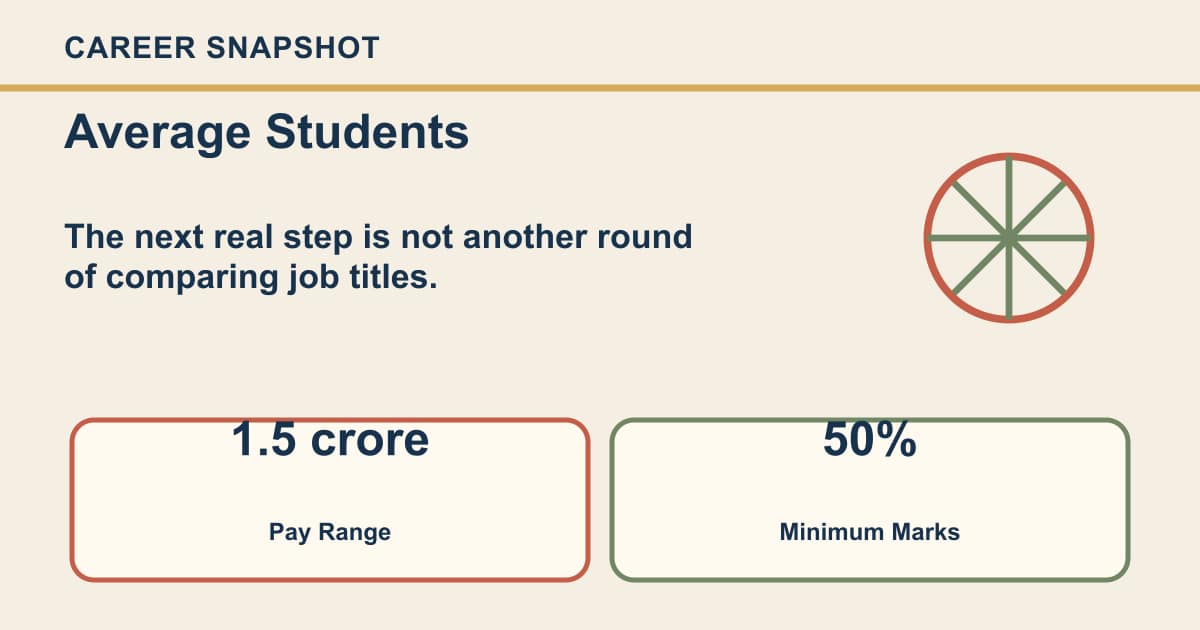 CAREER SNAPSHOT
Average Students
The next real step is not another round
of comparing job titles.
1.5 crore
50%
Pay Range
Minimum Marks